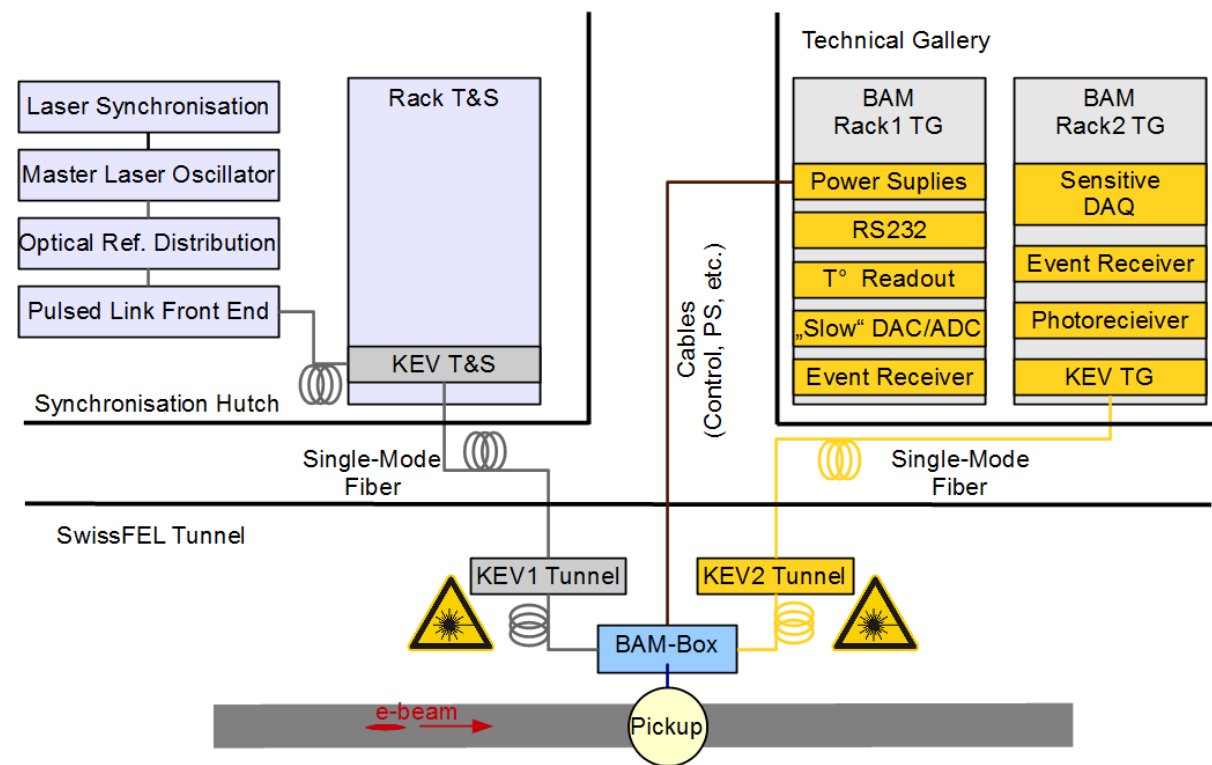 Laser Synchronisation
Master Laser Oscillator
Optical Ref. Distribution
Pulsed Link Front End
Rack T&S
KEV T&S
Synchronisation Hutch
Technical Gallery
BAM
Rack1 TG
Power Suplies
RS232
T° Readout
„Slow“ DAC/ADC
Event Receiver
BAM
Rack2 TG
Sensitive
DAQ
Event Receiver
Photorecieiver
KEV TG
Cables
(Control, PS, etc.)
Single-Mode
Fiber
Single-Mode
Fiber
SwissFEL Tunnel
KEV1 Tunnel
KEV2 Tunnel
BAM-Box
e-beam
Pickup